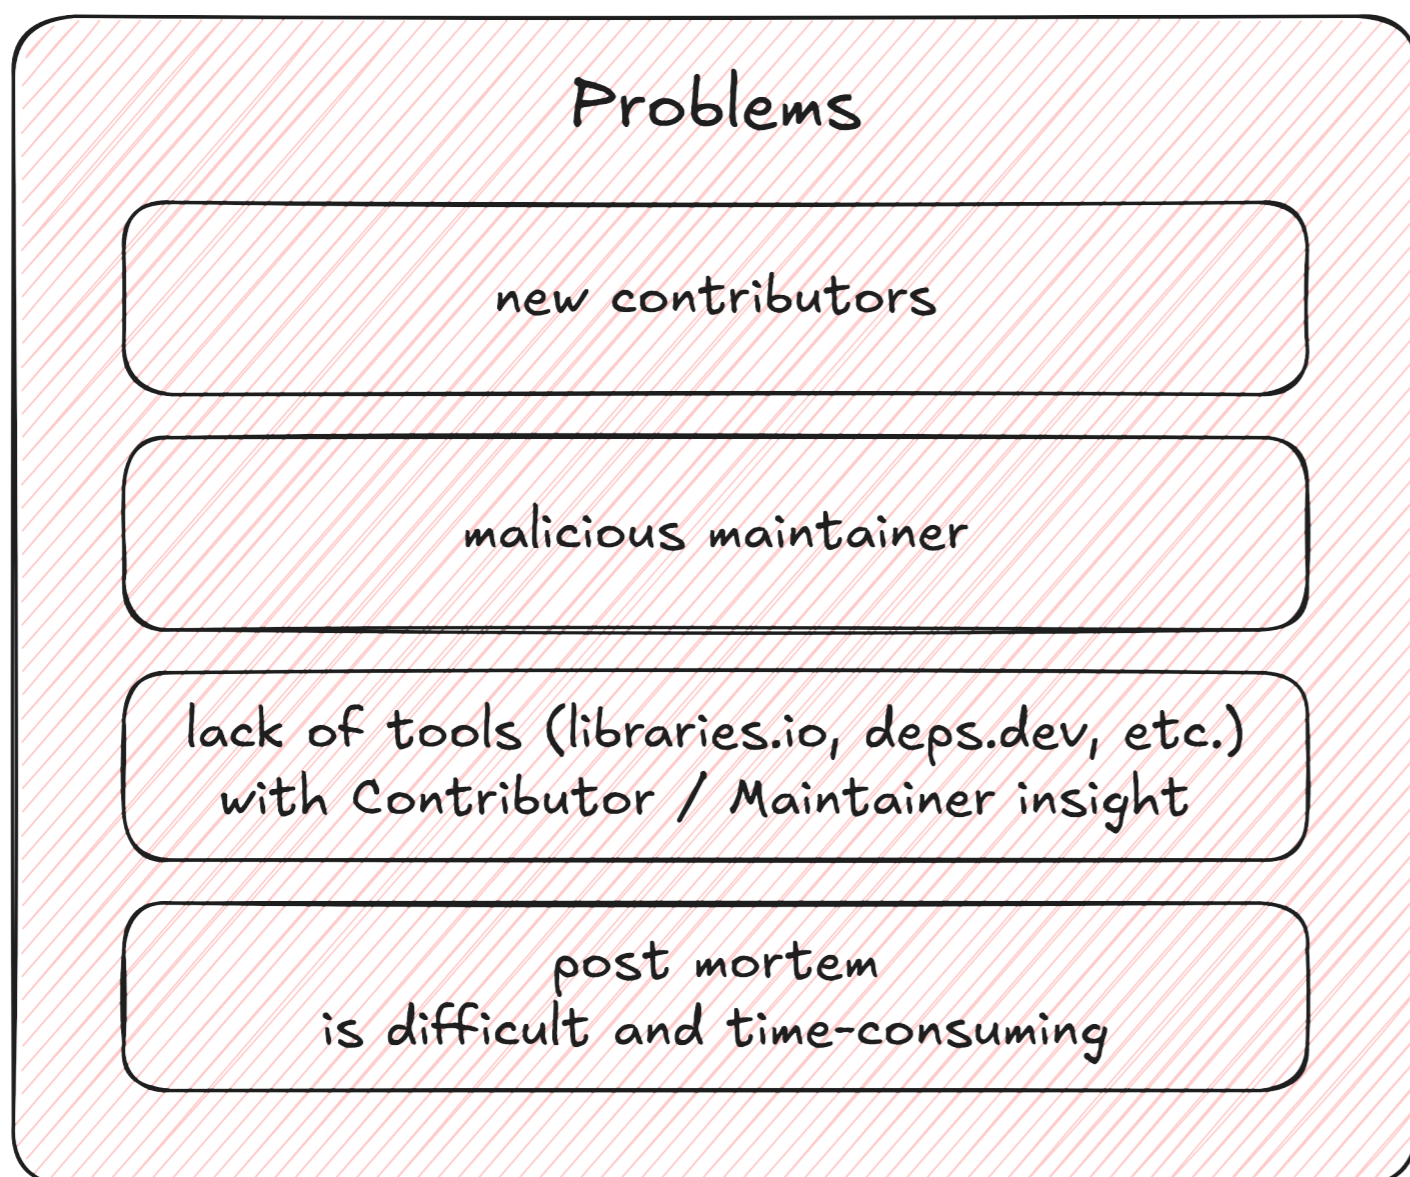 Problems
new contributors
malicious maintainer
lack of tools (libraries.io, deps.dev, etc.)
with Contributor / Maintainer insight
post mortem
is difficult and time-consuming